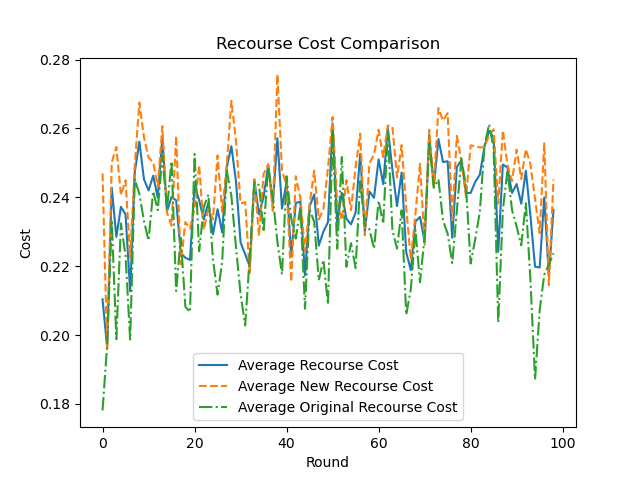 Recourse Cost Comparison
0.28
0.26
0.24
0.22
0.20
0.18
Cost
Average Recourse Cost
Average New Recourse Cost
Average Original Recourse Cost
0 20 40 60 80 100
Round